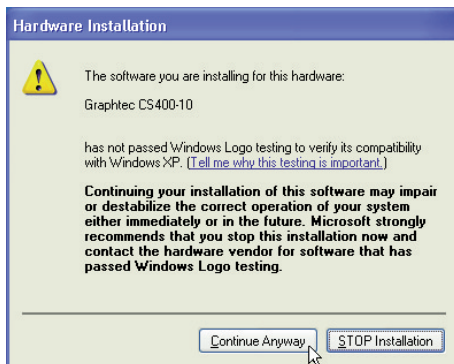 Hardware Installation
The software you are installing for this hardware:
Graphtec CS400-10
has not passed Windows Logo testing to verify its compatibility
with Windows XP. (Tell me why this testing is important.)
Continuing your installation of this software may impair
or destabilize the correct operation of your system
either immediately or in the future. Microsoft strongly
recommends that you stop this installation now and
contact the hardware vendor for software that has
passed Windows Logo testing.
Continue Anyway STOP Installation